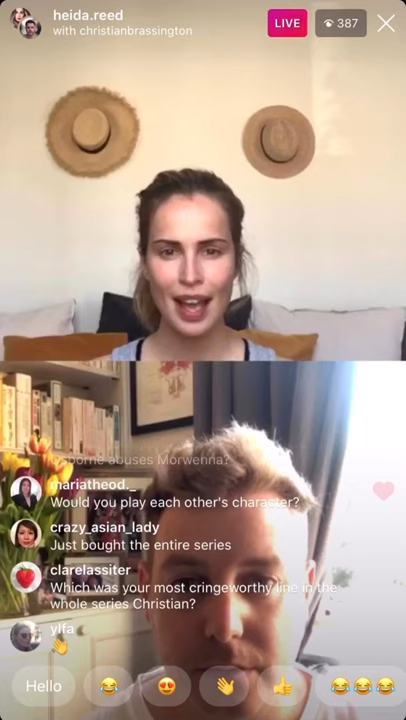 heida.reed
with christianbrassington
LIVE
387
osborne abuses Morwenna?
mariatheod._
Would you play each other's character?
crazy_asian_lady
Just bought the entire series
clarelassiter
Which was your most cringeworthy line in the
whole series Christian?
ylfa
Hello